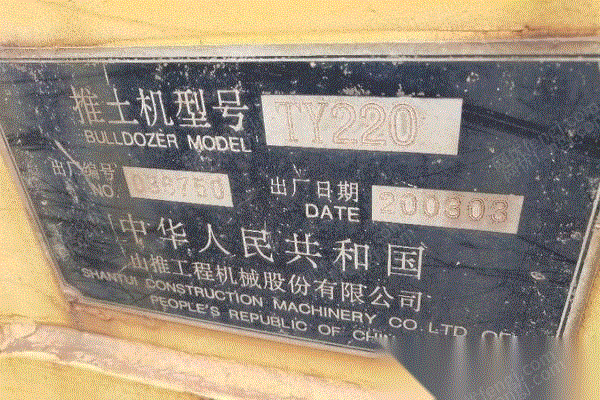 推土机型号 TY220
BULLDOZER MODEL
出厂编号 出厂日期
NO. DATE 200303
中华人民共和国
山推工程机械股份有限公司
SHANTUI CONSTRUCTION MACHINERY CO.LTD OF
PEOPLE'S REPUBLIC OF